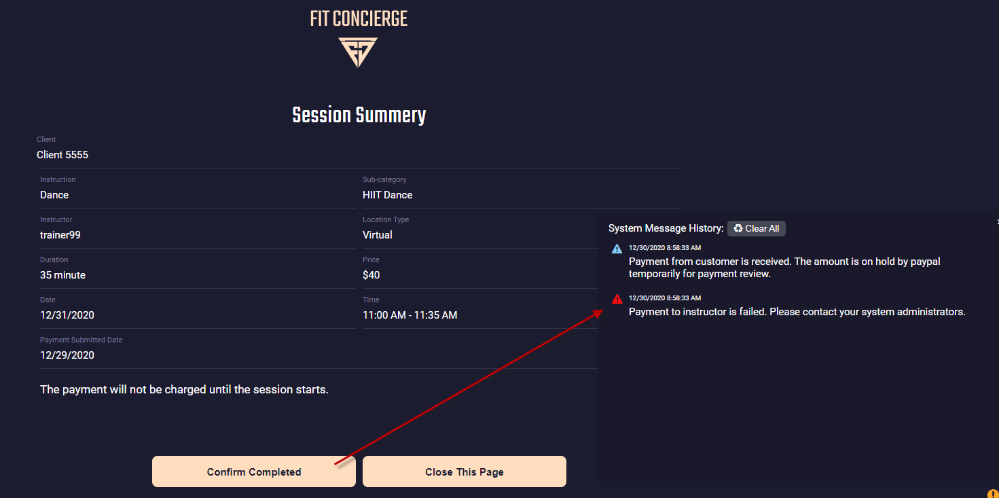 FIT CONCIERGE
Session Summery
Client
Client 5555
Instruction
Dance
Sub-category
HIIT Dance
Instructor
trainer99
Location Type
Virtual
Duration
35 minute
Price
$40
Date
12/31/2020
Time
11:00 AM - 11:35 AM
Payment Submitted Date
12/29/2020
The payment will not be charged until the session starts.
Confirm Completed
Close This Page
System Message History:
Clear All
12/30/2020 8:58:33 AM
Payment from customer is received. The amount is on hold by paypal
temporarily for payment review.
12/30/2020 8:58:33 AM
Payment to instructor is failed. Please contact your system administrators.